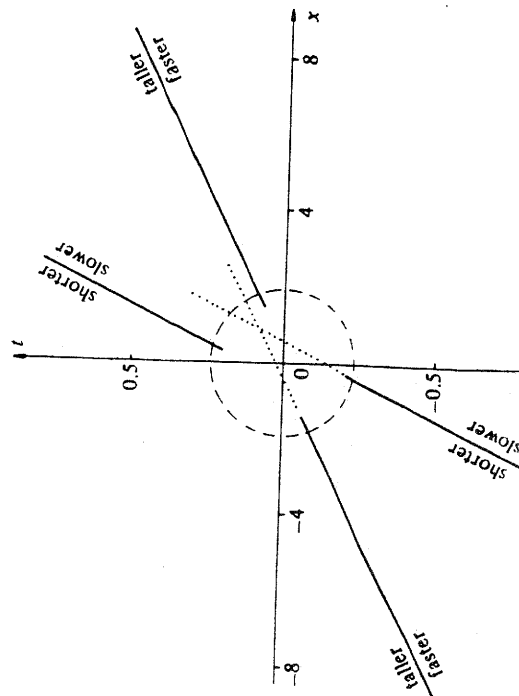 t
x
taller
faster
shorter
slower
0.5
8
4
0
-0.5
-4
-8
shorter
slower
taller
faster